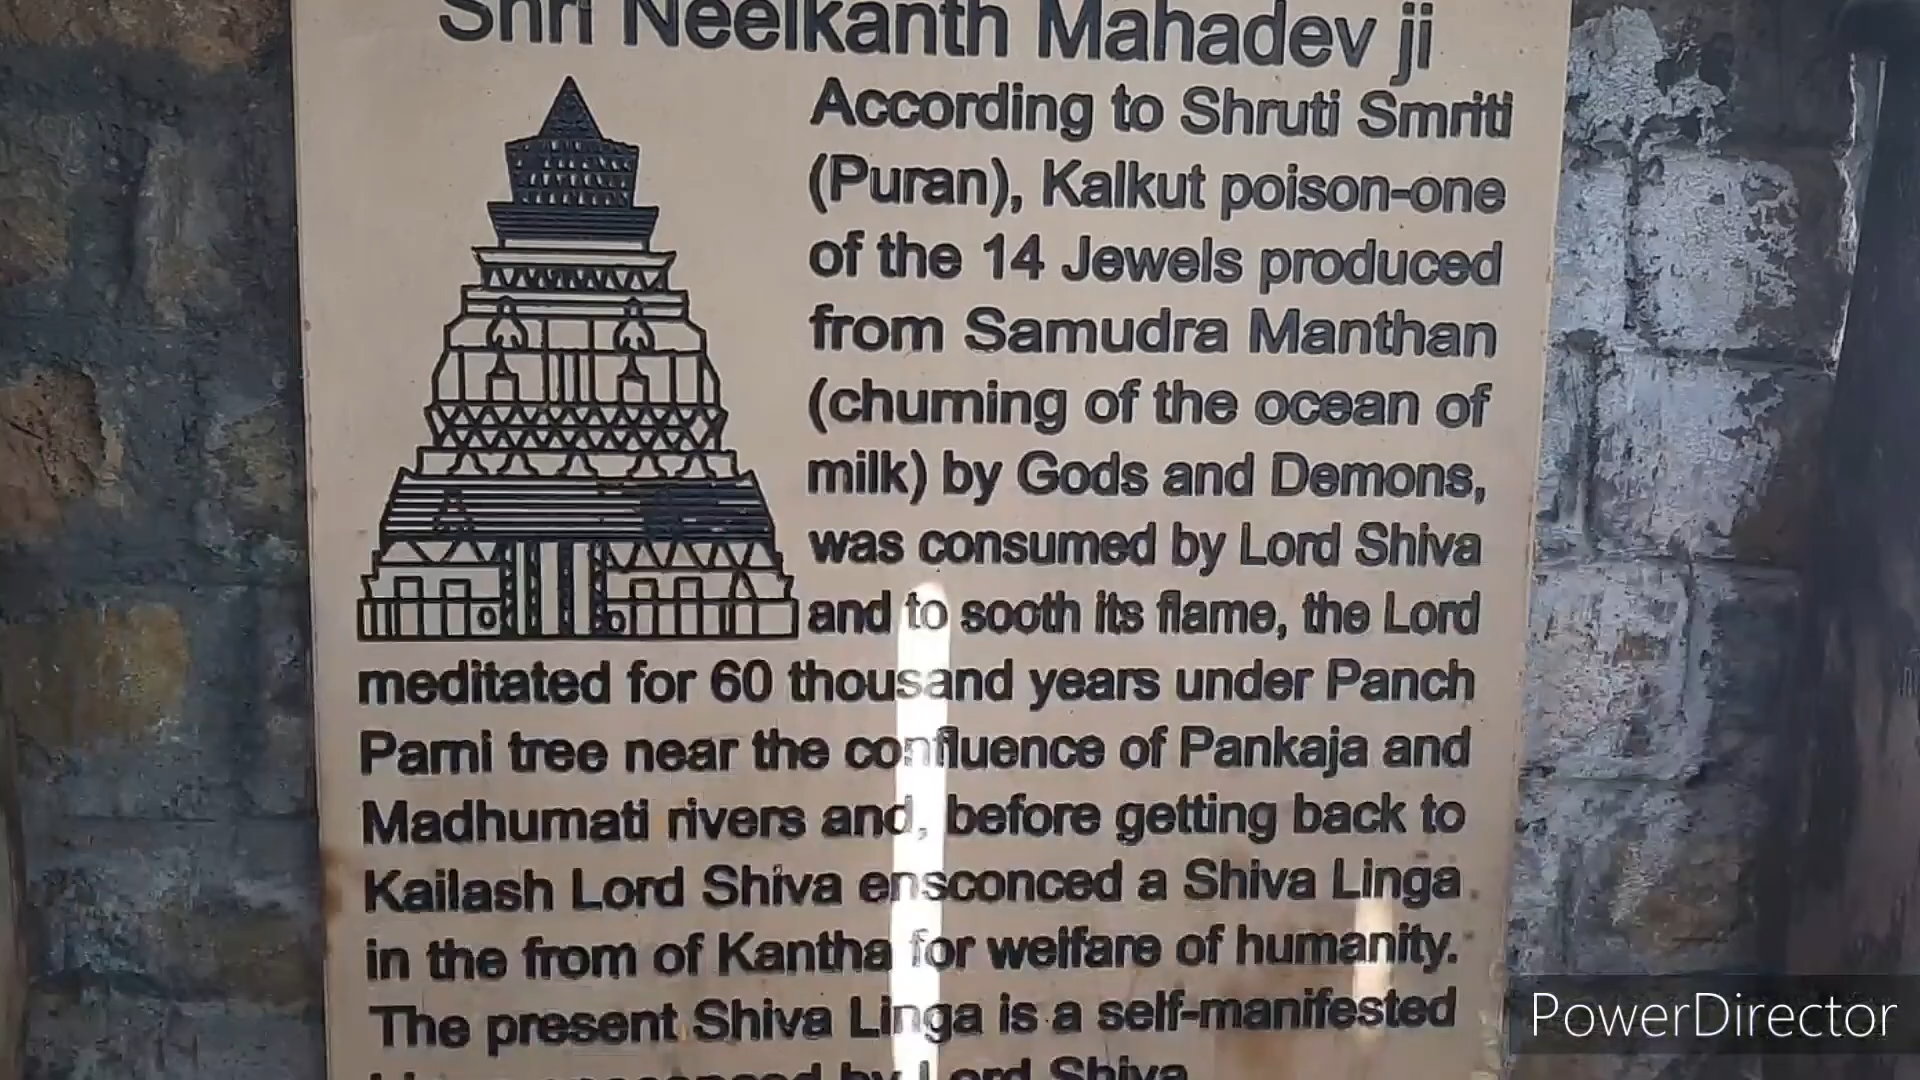 Shri Neelkanth Mahadev ji
According to Shruti Smriti
(Puran), Kalkut poison-one
of the 14 Jewels produced
from Samudra Manthan
(churning of the ocean of
milk) by Gods and Demons,
was consumed by Lord Shiva
and to sooth its flame, the Lord
meditated for 60 thousand years under Panch
Parni tree near the confluence of Pankaja and
Madhumati rivers and, before getting back to
Kailash Lord Shiva ensconced a Shiva Linga
in the from of Kantha for welfare of humanity.
The present Shiva Linga is a self-manifested
Lord Shiva
PowerDirector